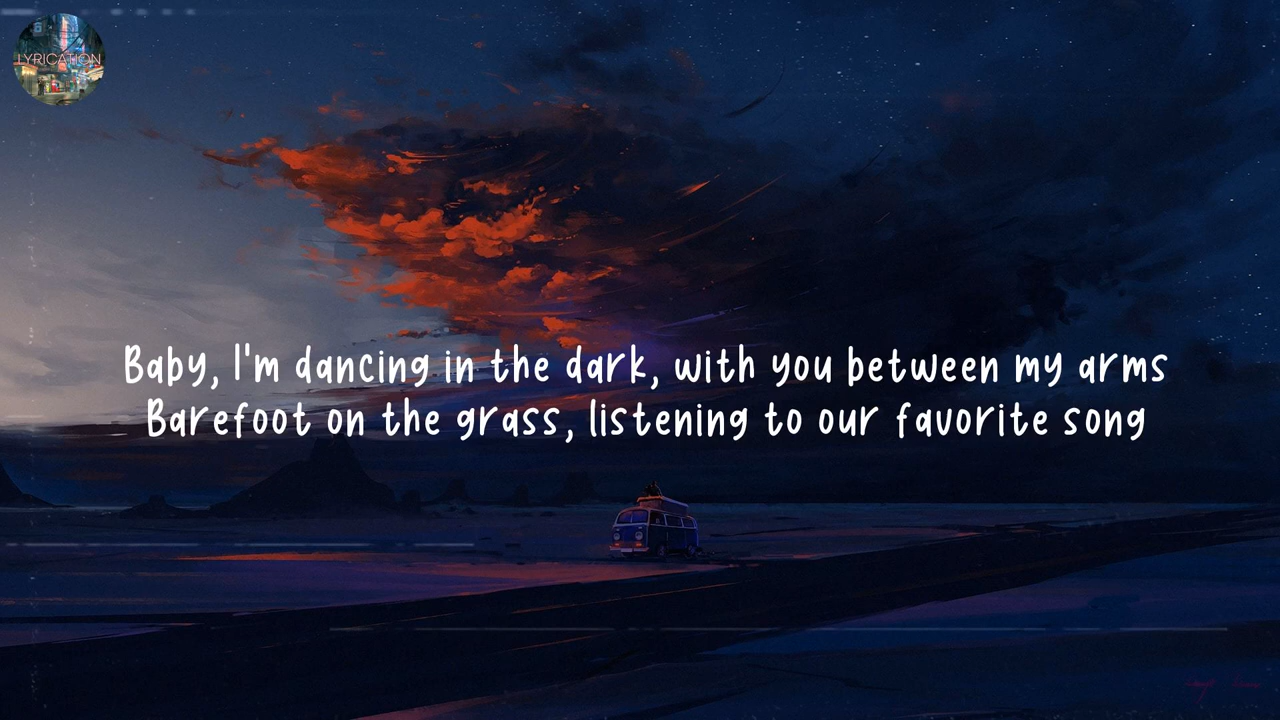 LYRICATION
Baby, I'm dancing in the dark, with you between my arms
Barefoot on the grass, listening to our favorite song